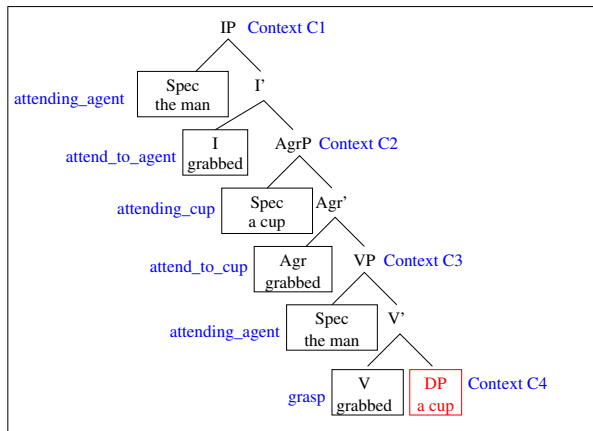 IP Context C1
Spec
the man
attending_agent
I'
I
grabbed
attend_to_agent
AgrP Context C2
Spec
a cup
attending_cup
Agr'
Agr
grabbed
attend_to_cup
VP Context C3
Spec
the man
attending_agent
V'
V
grabbed
grasp
DP
a cup
Context C4